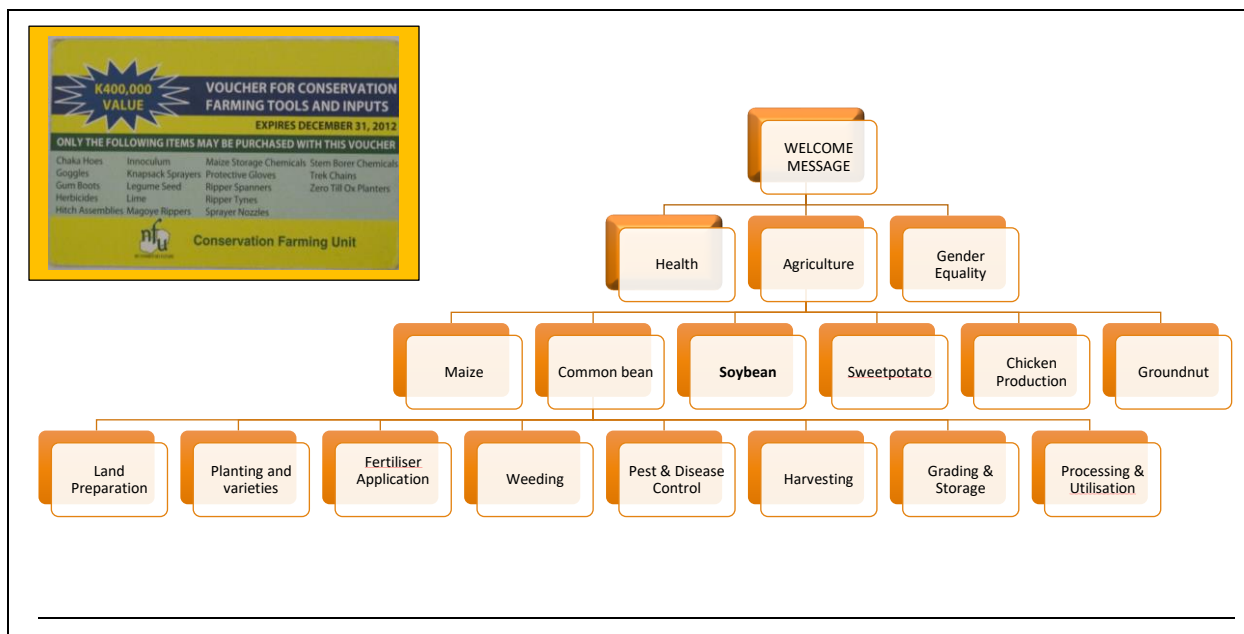 K400,000
VALUE
VOUCHER FOR CONSERVATION
FARMING TOOLS AND INPUTS
EXPIRES DECEMBER 31, 2012
ONLY THE FOLLOWING ITEMS MAY BE PURCHASED WITH THIS VOUCHER
Chaka Hoes Innoculum Maize Storage Chemicals Stem Borer Chemicals
Goggles Knapsack Sprayers Protective Gloves Trek Chains
Gum Boots Legume Seed Ripper Spanners Zero Till Ox Planters
Herbicides Lime Ripper Tynes
Hitch Assemblies Magoye Rippers Sprayer Nozzles
nfu
Conservation Farming Unit
WELCOME
MESSAGE
Health
Agriculture
Gender
Equality
Maize
Common bean
Soybean
Sweetpotato
Chicken
Production
Groundnut
Land
Preparation
Planting and
varieties
Fertiliser
Application
Weeding
Pest & Disease
Control
Harvesting
Grading &
Storage
Processing &
Utilisation